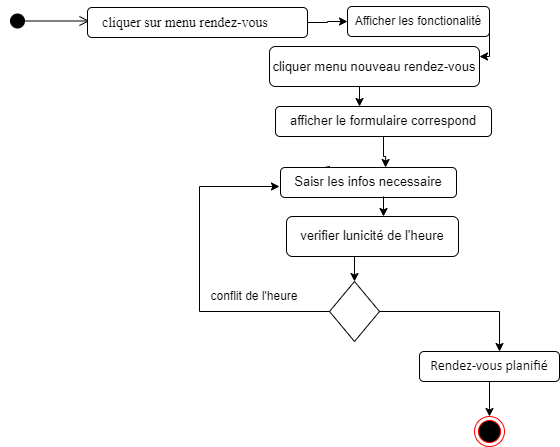 cliquer sur menu rendez-vous
Afficher les fonctionalité
cliquer menu nouveau rendez-vous
afficher le formulaire correspond
Saisr les infos necessaire
verifier lunicité de l'heure
conflit de l'heure
Rendez-vous planifié